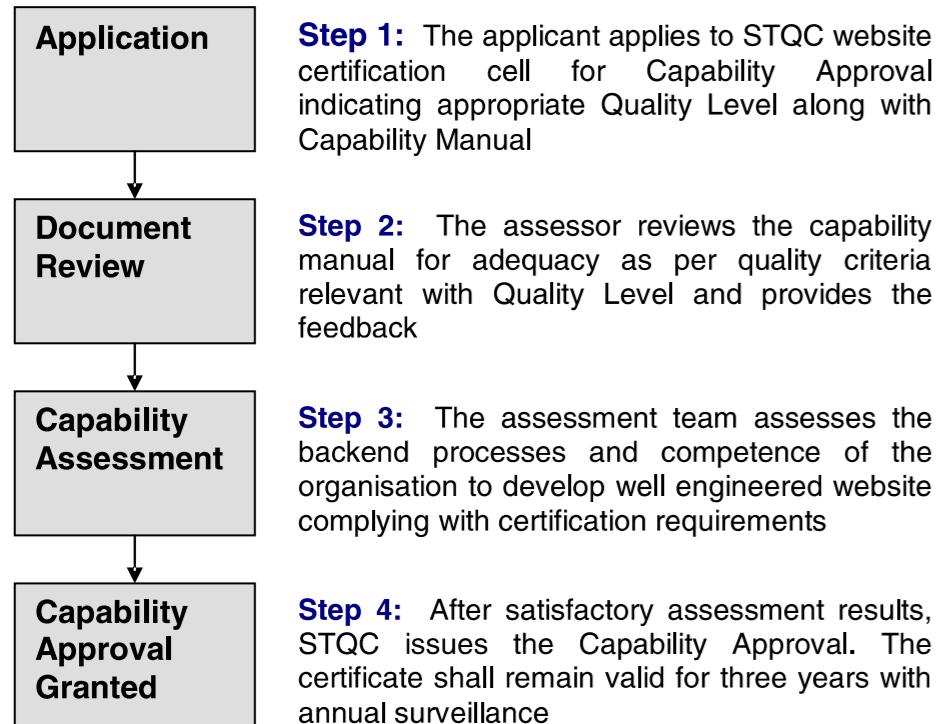 Application
Step 1: The applicant applies to STQC website
certification cell for Capability Approval
indicating appropriate Quality Level along with
Capability Manual
Document
Review
Step 2: The assessor reviews the capability
manual for adequacy as per quality criteria
relevant with Quality Level and provides the
feedback
Capability
Assessment
Step 3: The assessment team assesses the
backend processes and competence of the
organisation to develop well engineered website
complying with certification requirements
Capability
Approval
Granted
Step 4: After satisfactory assessment results,
STQC issues the Capability Approval. The
certificate shall remain valid for three years with
annual surveillance